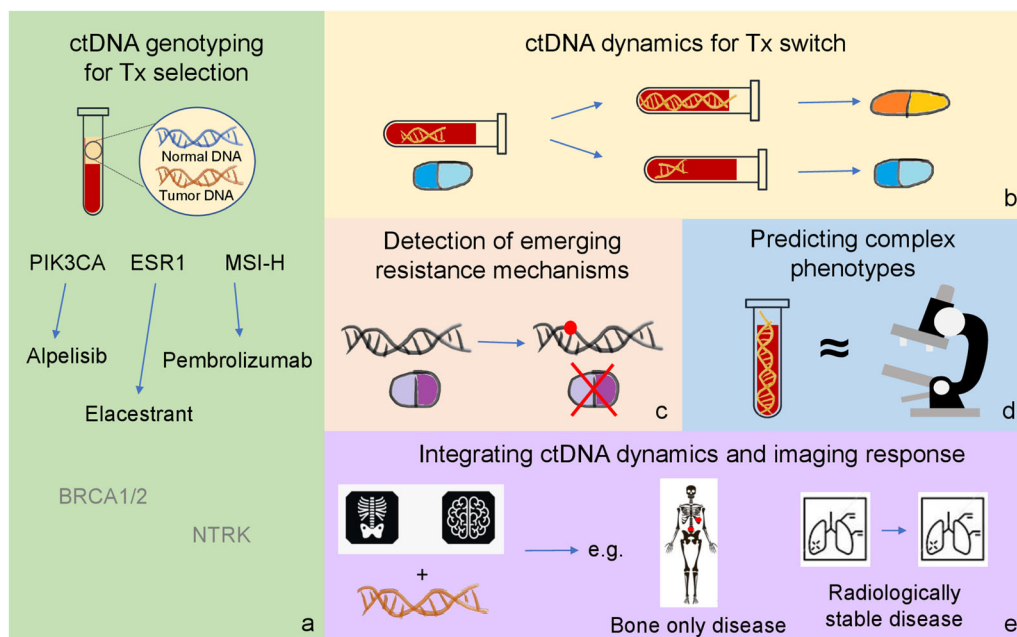 ctDNA genotyping
for Tx selection
Normal DNA
Tumor DNA
PIK3CA ESR1 MSI-H
Alpelisib
Pembrolizumab
Elacestrant
BRCA1/2
NTRK
a
ctDNA dynamics for Tx switch
b
Detection of emerging
resistance mechanisms
c
Predicting complex
phenotypes
≈
d
Integrating ctDNA dynamics and imaging response
+
e.g.
Bone only disease
Radiologically
stable disease
e